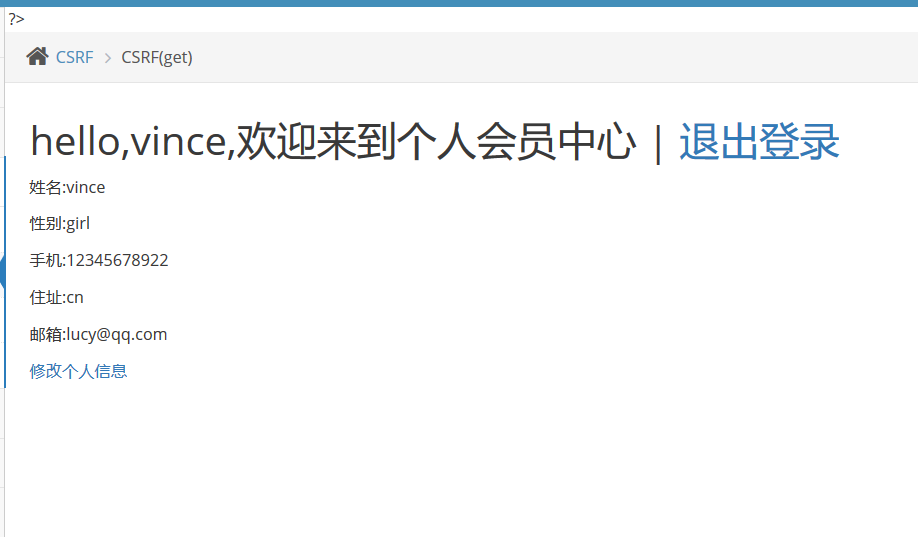 ?>
CSRF > CSRF(get)
hello,vince,欢迎来到个人会员中心 | 退出登录
姓名:vince
性别:girl
手机:12345678922
住址:cn
邮箱:lucy@qq.com
修改个人信息